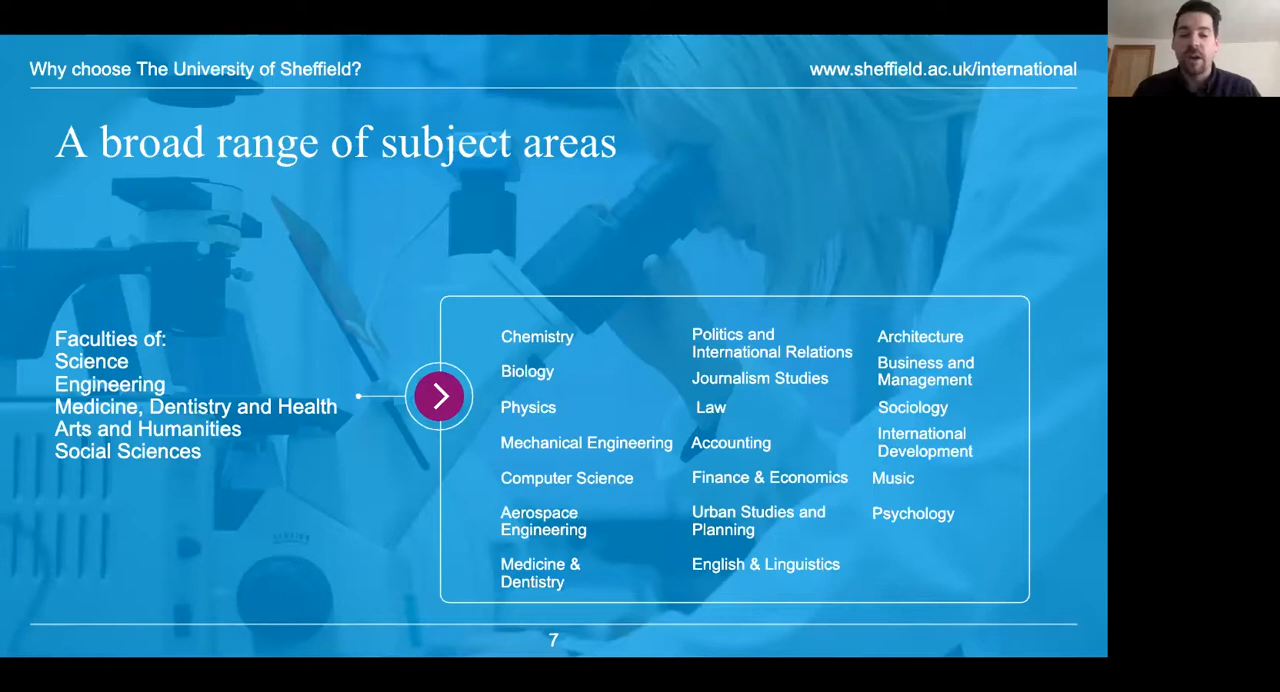 Why choose The University of Sheffield?
www.sheffield.ac.uk/international
A broad range of subject areas
Faculties of:
Science
Engineering
Medicine, Dentistry and Health
Arts and Humanities
Social Sciences
Chemistry
Biology
Physics
Mechanical Engineering
Computer Science
Aerospace
Engineering
Medicine &
Dentistry
Politics and
International Relations
Journalism Studies
Law
Accounting
Finance & Economics
Urban Studies and
Planning
English & Linguistics
Architecture
Business and
Management
Sociology
International
Development
Music
Psychology
7